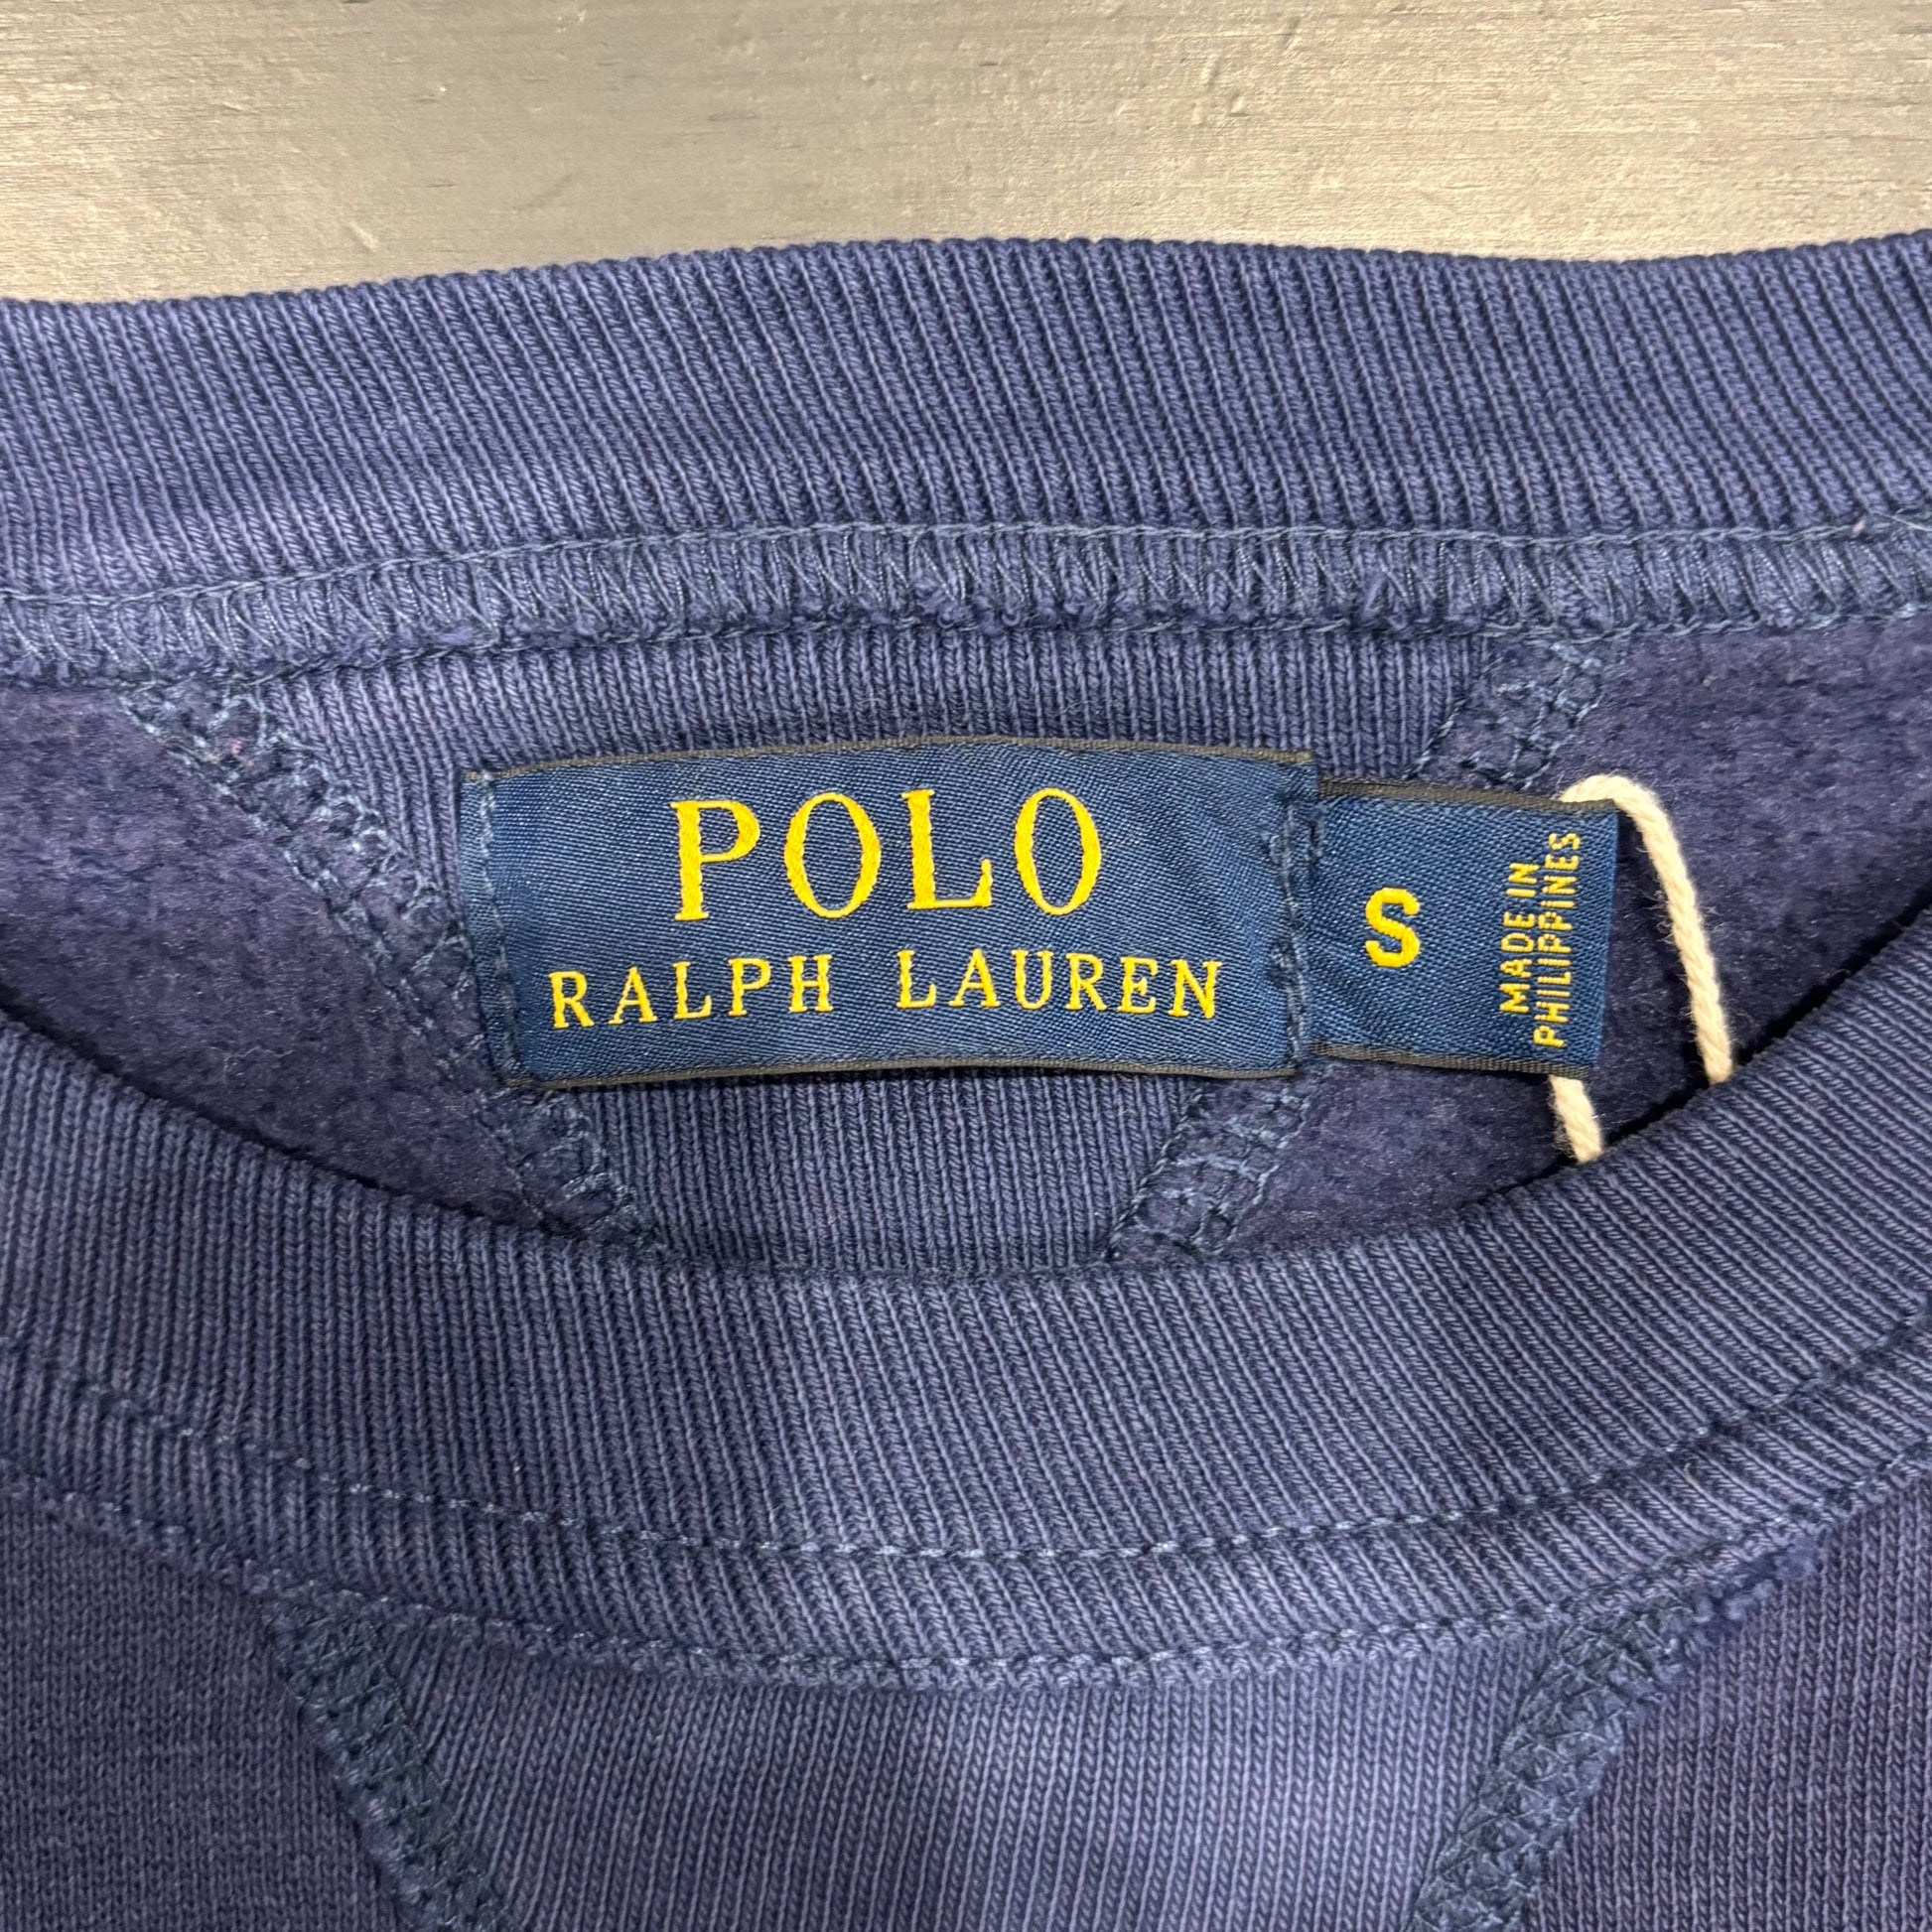 POLO
RALPH LAUREN
S
MADE IN
PHILIPPINES